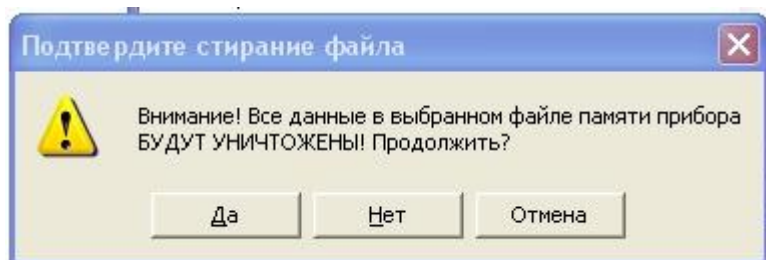 Подтвердите стирание файла
Внимание! Все данные в выбранном файле памяти прибора
БУДУТ УНИЧТОЖЕНЫ! Продолжить?
Да Нет Отмена